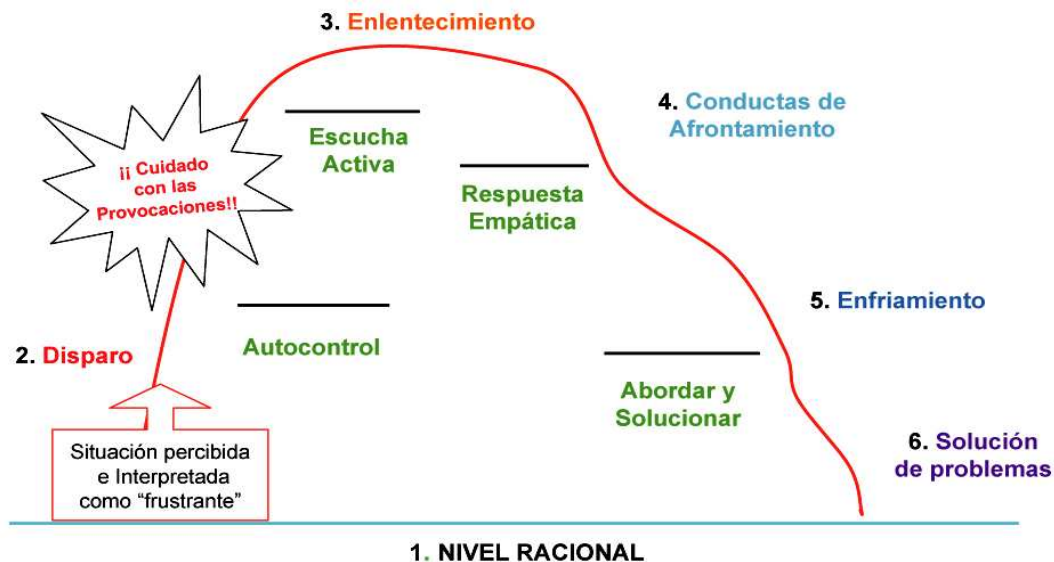 3. Enlentecimiento
¡¡ Cuidado
con las
Provocaciones!!
Escucha
Activa
4. Conductas de
Afrontamiento
Respuesta
Empática
2. Disparo
Autocontrol
5. Enfriamiento
Abordar y
Solucionar
Situación percibida
e Interpretada
como “frustrante”
6. Solución
de problemas
1. NIVEL RACIONAL